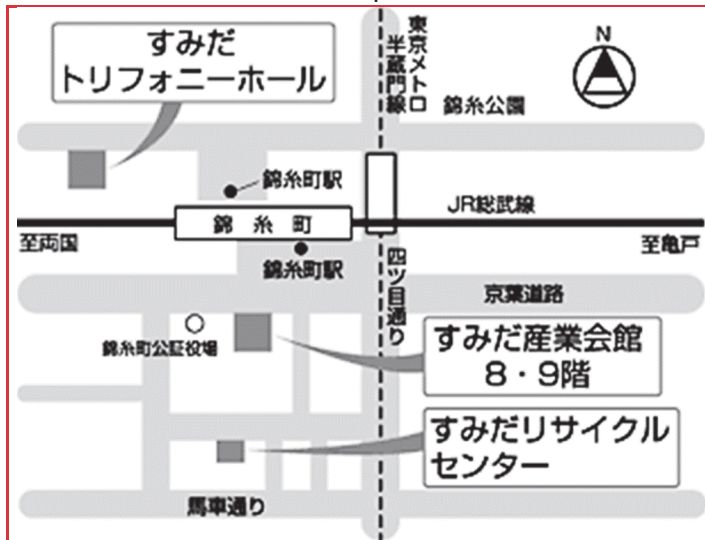 すみだ
トリフォニーホール
東京メトロ
半蔵門線
N
錦糸公園
錦糸町駅
JR総武線
錦糸町
至両国
至亀戸
錦糸町駅
四ツ目通り
京葉道路
錦糸町公証役場
すみだ産業会館
8・9階
すみだリサイクル
センター
馬車通り